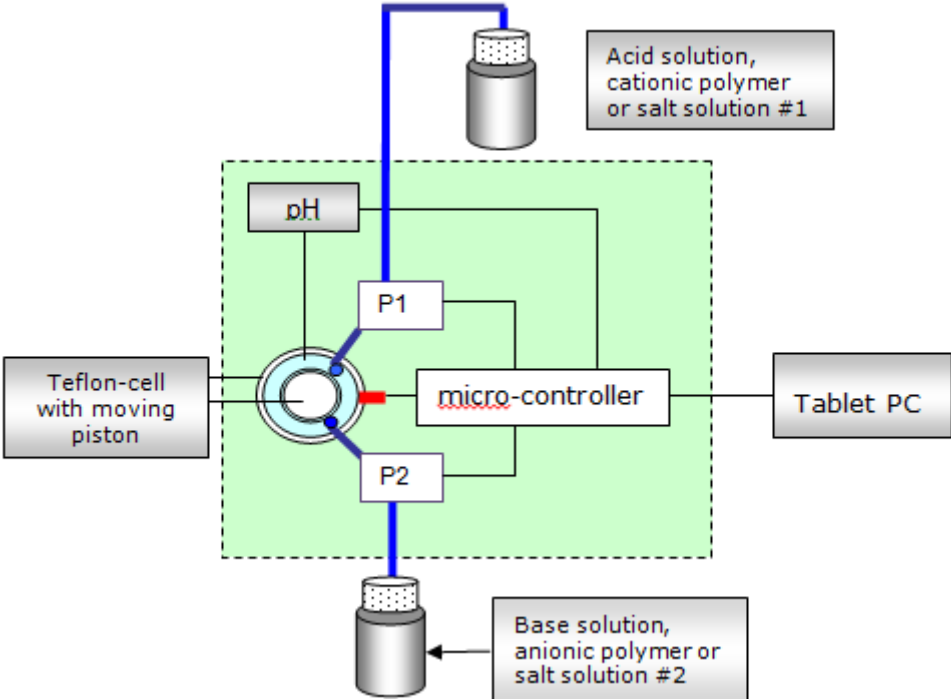 Acid solution,
cationic polymer
or salt solution #1
pH
P1
Teflon-cell
with moving
piston
micro-controller
Tablet PC
P2
Base solution,
anionic polymer or
salt solution #2